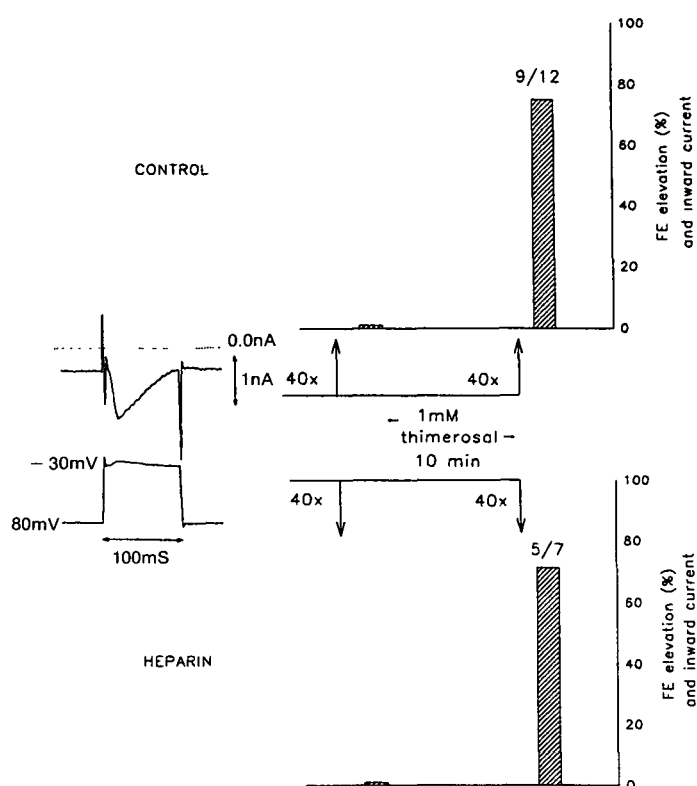 100
80
60
40
20
0
FE elevation (%)
and inward current
9/12
CONTROL
0.0nA
1nA
40x
40x
← 1mM
thimerosal →
10 min
– 30mV
80mV
100mS
40x
40x
5/7
HEPARIN
100
80
60
40
20
0
FE elevation (%)
and inward current